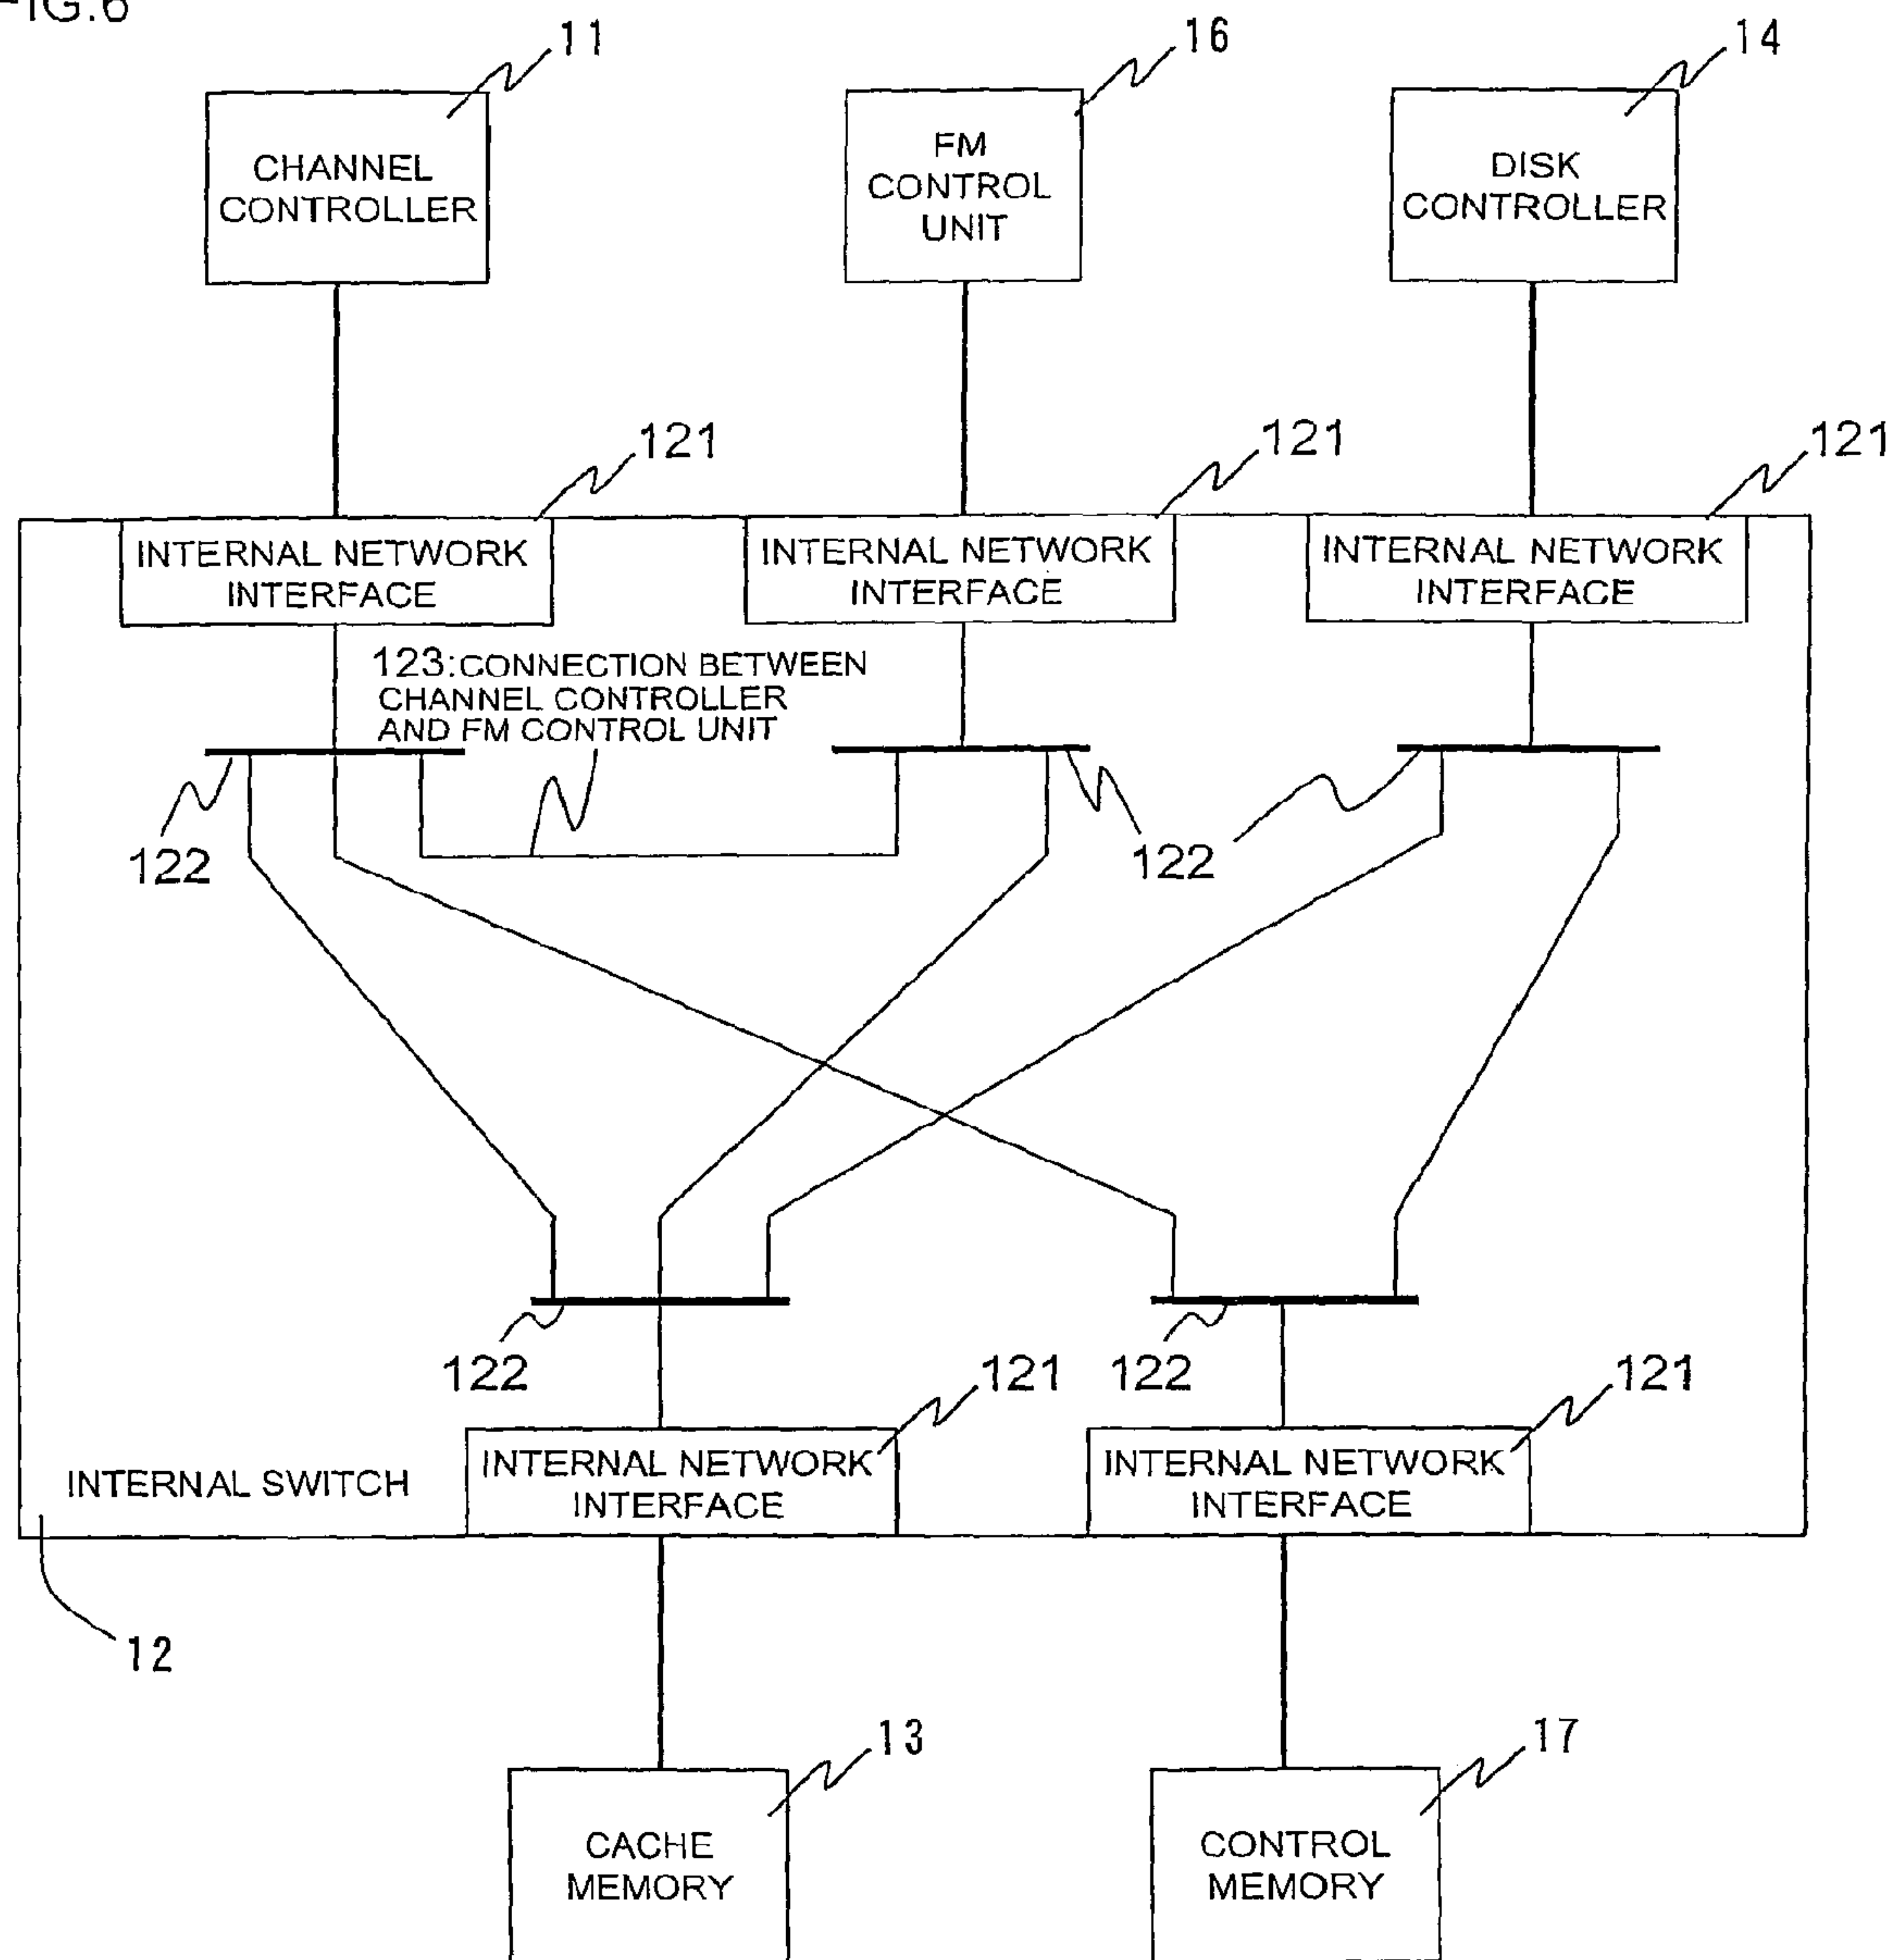 FIG.6
11
16
14
CHANNEL
CONTROLLER
FM
CONTROL
UNIT
DISK
CONTROLLER
121
121
121
INTERNAL NETWORK
INTERFACE
INTERNAL NETWORK
INTERFACE
INTERNAL NETWORK
INTERFACE
123:CONNECTION BETWEEN
CHANNEL CONTROLLER
AND FM CONTROL UNIT
122
122
122
122
121
121
INTERNAL SWITCH
INTERNAL NETWORK
INTERFACE
INTERNAL NETWORK
INTERFACE
12
13
17
CACHE
MEMORY
CONTROL
MEMORY